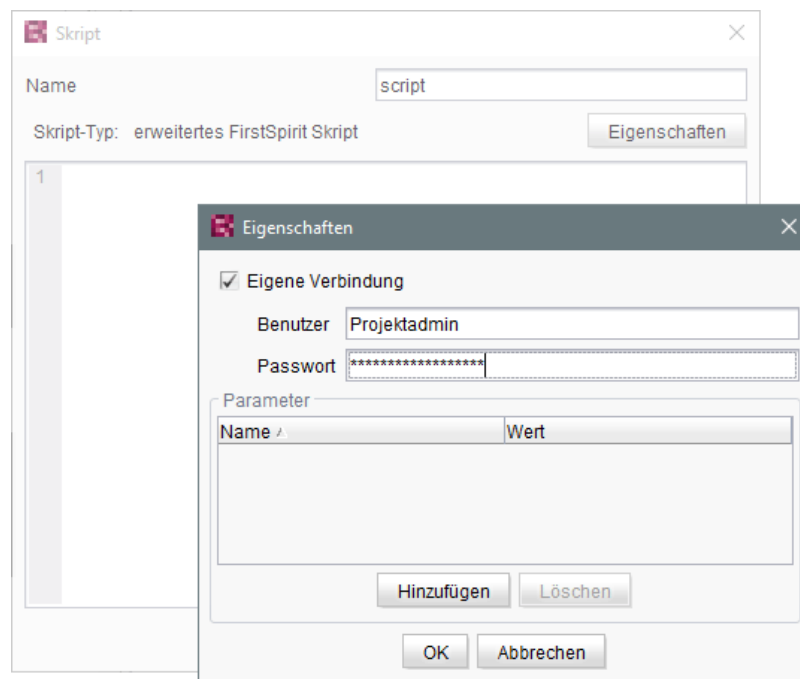 Skript
Name script
Skript-Typ: erweitertes FirstSpirit Skript Eigenschaften
1
Eigenschaften
Eigene Verbindung
Benutzer Projektadmin
Passwort ******************
Parameter
Name Wert
Hinzufügen Löschen
OK Abbrechen